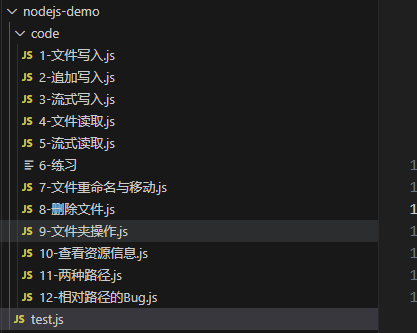 nodejs-demo
code
JS 1-文件写入.js
JS 2-追加写入.js
JS 3-流式写入.js
JS 4-文件读取.js
JS 5-流式读取.js
6-练习
JS 7-文件重命名与移动.js
JS 8-删除文件.js
JS 9-文件夹操作.js
JS 10-查看资源信息.js
JS 11-两种路径.js
JS 12-相对路径的Bug.js
JS test.js